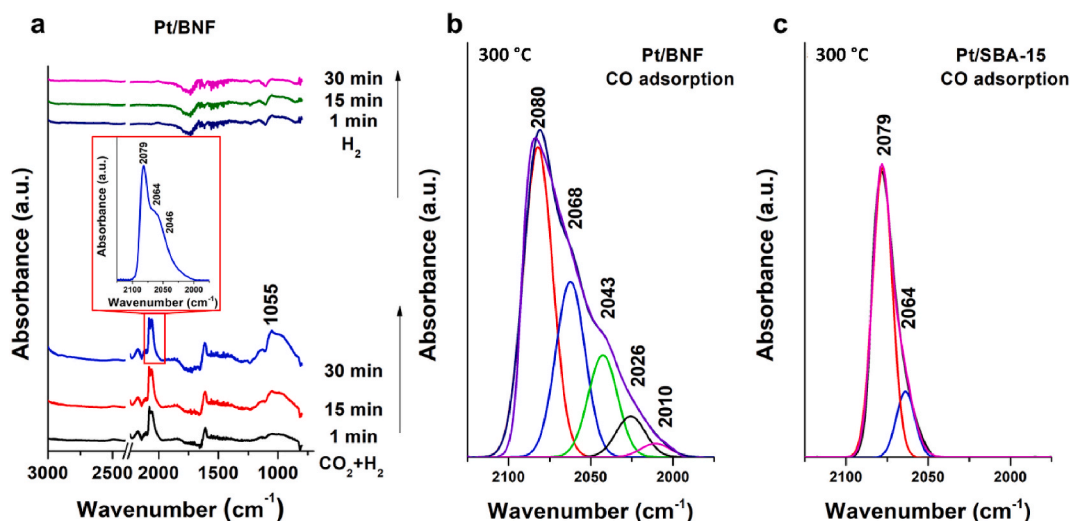 a
Pt/BNF
30 min
15 min
1 min
H₂
2079
2064
2046
Absorbance (a.u.)
2100 2050 2000
Wavenumber (cm⁻¹)
1055
30 min
15 min
1 min
CO₂+H₂
Absorbance (a.u.)
3000 2000 1500 1000
Wavenumber (cm⁻¹)
b
300 °C
Pt/BNF
CO adsorption
2080
2068
2043
2026
2010
Absorbance (a.u.)
2100 2050 2000
Wavenumber (cm⁻¹)
c
300 °C
Pt/SBA-15
CO adsorption
2079
2064
Absorbance (a.u.)
2100 2050 2000
Wavenumber (cm⁻¹)